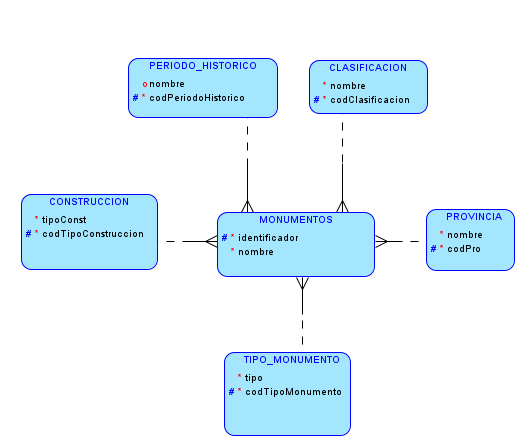 PERIODO_HISTORICO
o nombre
# * codPeriodoHistorico
CLASIFICACION
* nombre
# * codClasificacion
CONSTRUCCION
* tipoConst
# * codTipoConstruccion
MONUMENTOS
# * identificador
* nombre
PROVINCIA
* nombre
# * codPro
TIPO_MONUMENTO
* tipo
# * codTipoMonumento